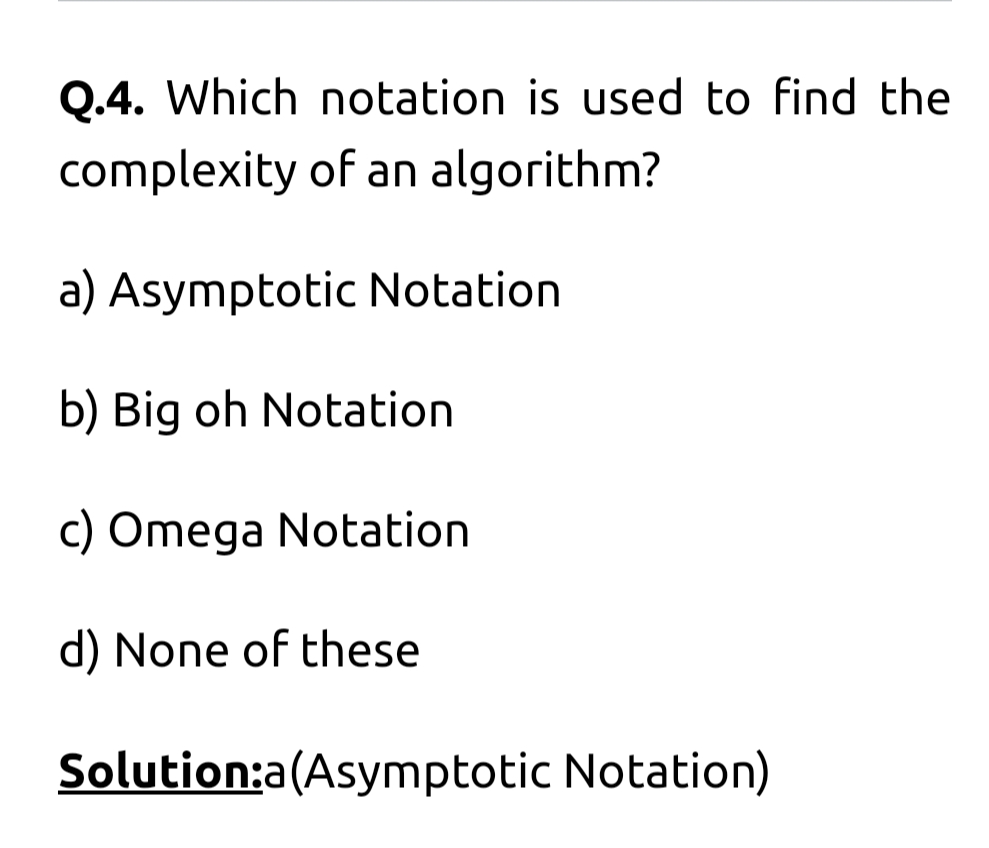 Q.4. Which notation is used to find the
complexity of an algorithm?
a) Asymptotic Notation
b) Big oh Notation
c) Omega Notation
d) None of these
Solution:a(Asymptotic Notation)